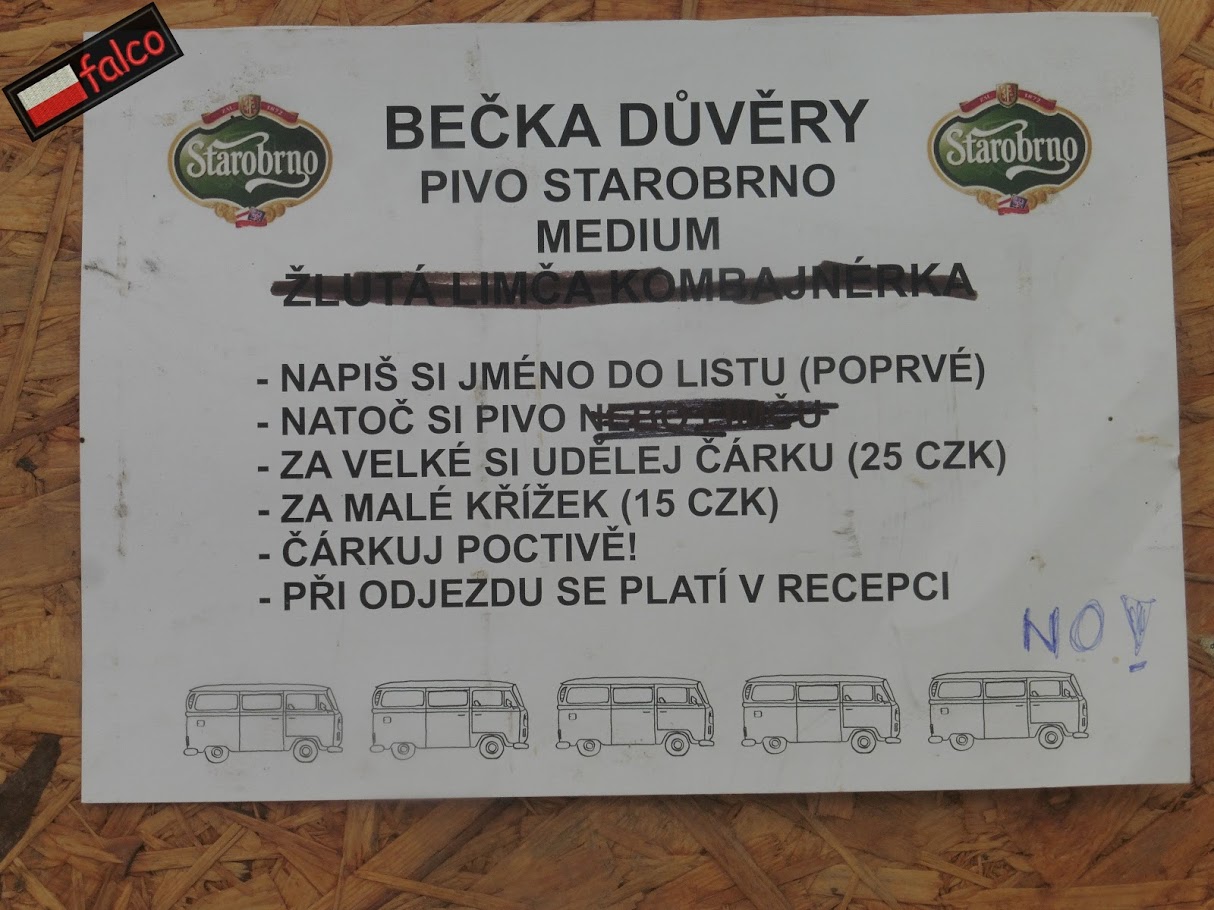 falco
Starobrno
Starobrno
BEČKA DŮVĚRY
PIVO STAROBRNO
MEDIUM
ŽLUTÁ LIMČA KOMBAJNÉRKA
- NAPIŠ SI JMÉNO DO LISTU (POPRVÉ)
- NATOČ SI PIVO NEBO LIMČU
- ZA VELKÉ SI UDĚLEJ ČÁRKU (25 CZK)
- ZA MALÉ KŘÍŽEK (15 CZK)
- ČÁRKUJ POCTIVĚ!
- PŘI ODJEZDU SE PLATÍ V RECEPCI
NO!